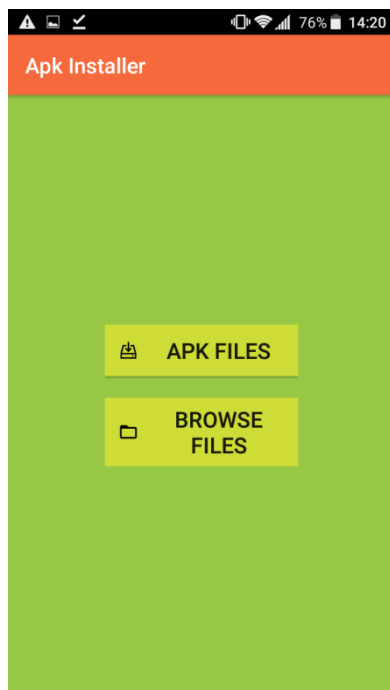 76% 14:20
Apk Installer
APK FILES
BROWSE
FILES